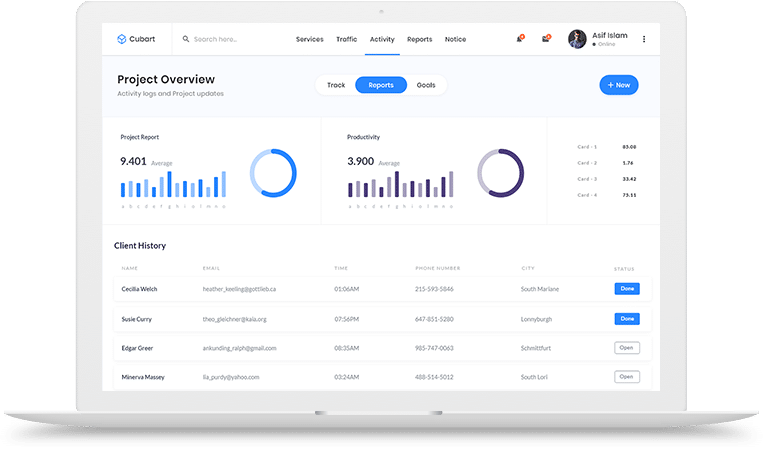 Cubart
Search here..
Services Traffic Activity Reports Notice
Asif Islam
Online
Project Overview
Activity logs and Project updates
Track Reports Goals
+ New
Project Report
9.401 Average
Productivity
3.900 Average
Card - 1 85.08
Card - 2 5.76
Card - 3 33.42
Card - 4 73.11
Client History
NAME EMAIL TIME PHONE NUMBER CITY STATUS
Cecilia Welch heather_keeling@gottlieb.ca 01:06AM 215-593-5846 South Mariane Done
Susie Curry theo_gleichner@kaia.org 07:56PM 647-851-5280 Lonnyburgh Done
Edgar Greer ankunding_ralph@gmail.com 08:35AM 985-747-0063 Schmittfurt Open
Minerva Massey lia_purdy@yahoo.com 03:24AM 488-514-5012 South Lori Open